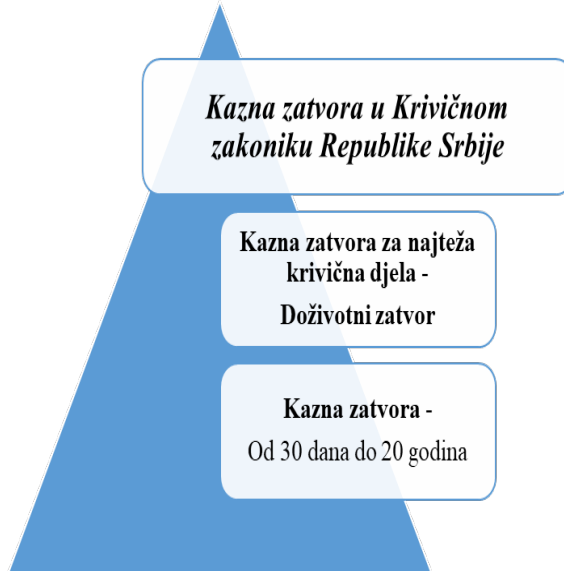 Kazna zatvora u Krivičnom
zakoniku Republike Srbije
Kazna zatvora za najteža
krivična djela -
Doživotni zatvor
Kazna zatvora -
Od 30 dana do 20 godina